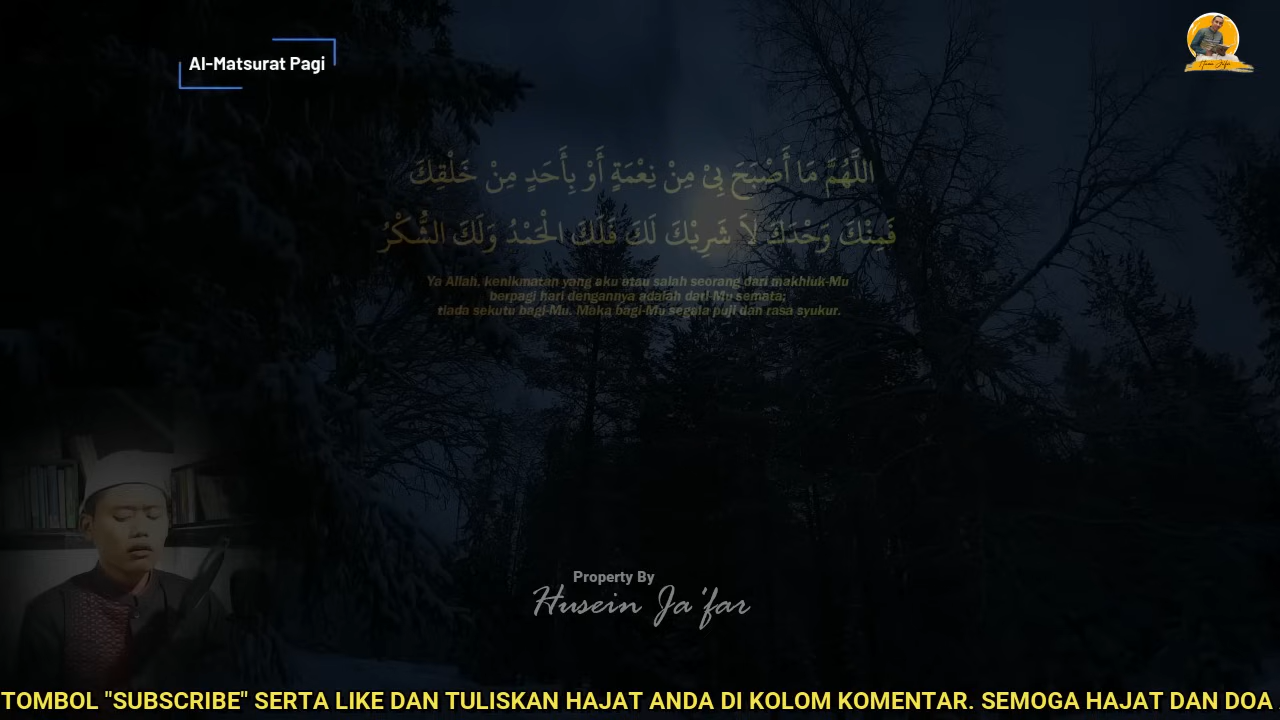 Al-Matsurat Pagi
اللَّهُمَّ مَا أَصْبَحَ بِيْ مِنْ نِعْمَةٍ أَوْ بِأَحَدٍ مِنْ خَلْقِكَ
فَمِنْكَ وَحْدَكَ لاَ شَرِيْكَ لَكَ فَلَكَ الْحَمْدُ وَلَكَ الشُّكْرُ
Ya Allah, kenikmatan yang aku atau salah seorang dari makhluk-Mu
berpagi hari dengannya adalah dari-Mu semata;
tiada sekutu bagi-Mu. Maka bagi-Mu segala puji dan rasa syukur.
Property By
Husein Ja'far
TOMBOL "SUBSCRIBE" SERTA LIKE DAN TULISKAN HAJAT ANDA DI KOLOM KOMENTAR. SEMOGA HAJAT DAN DOA